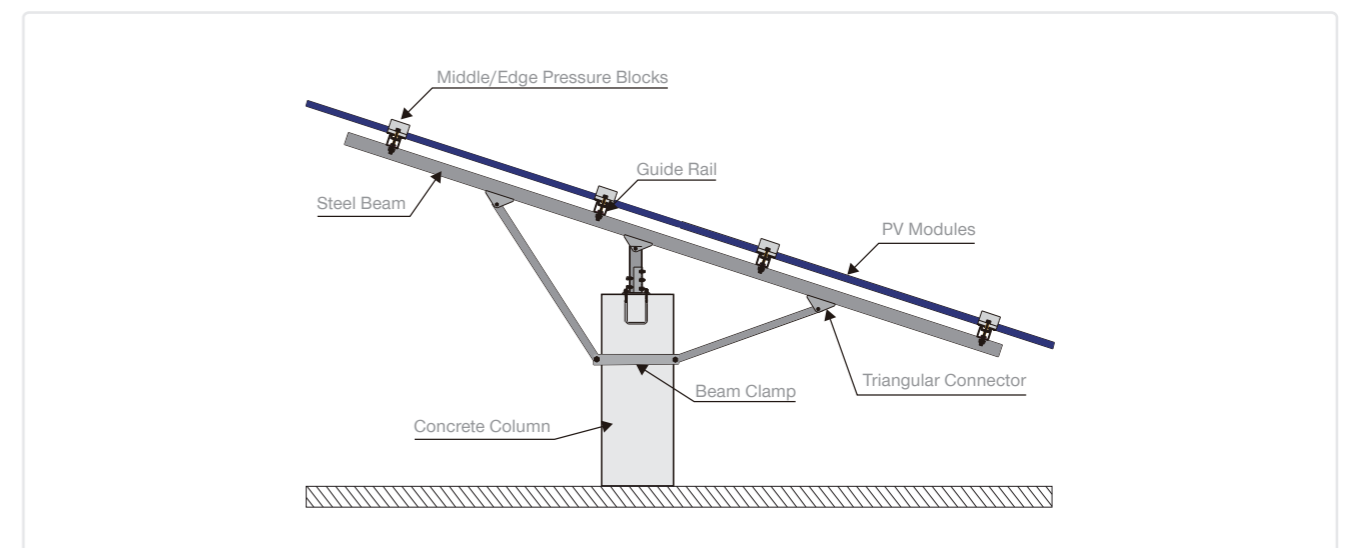 Middle/Edge Pressure Blocks
Guide Rail
Steel Beam
PV Modules
Triangular Connector
Beam Clamp
Concrete Column